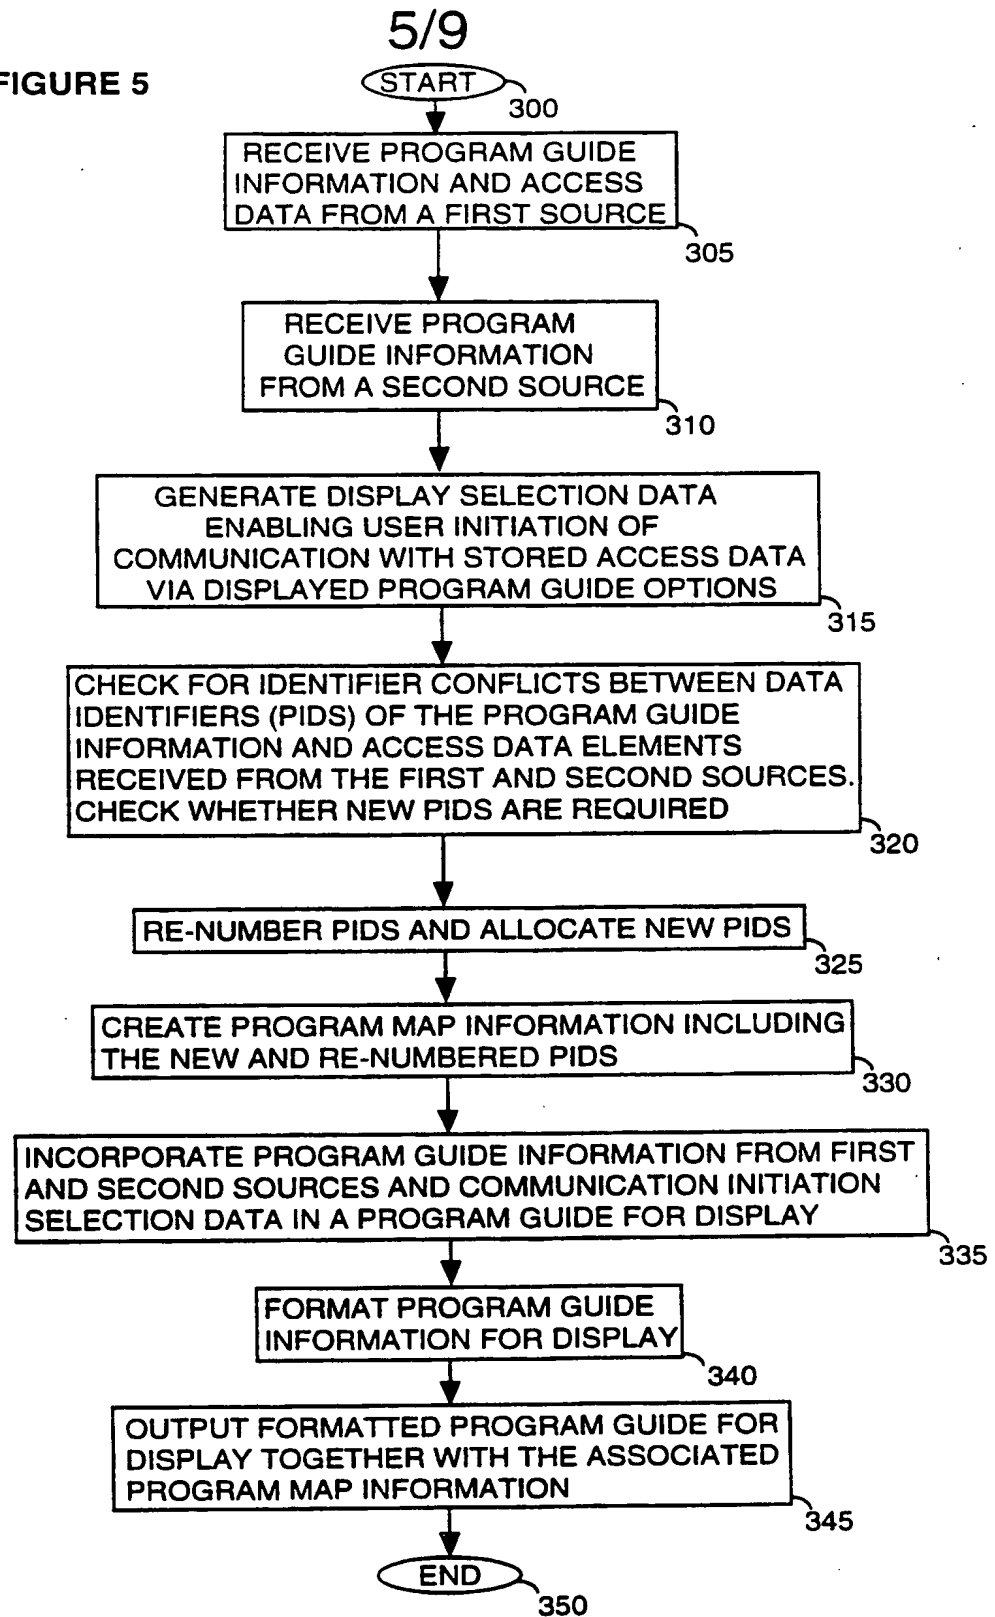 5/9
FIGURE 5
START
300
RECEIVE PROGRAM GUIDE
INFORMATION AND ACCESS
DATA FROM A FIRST SOURCE
305
RECEIVE PROGRAM
GUIDE INFORMATION
FROM A SECOND SOURCE
310
GENERATE DISPLAY SELECTION DATA
ENABLING USER INITIATION OF
COMMUNICATION WITH STORED ACCESS DATA
VIA DISPLAYED PROGRAM GUIDE OPTIONS
315
CHECK FOR IDENTIFIER CONFLICTS BETWEEN DATA
IDENTIFIERS (PIDS) OF THE PROGRAM GUIDE
INFORMATION AND ACCESS DATA ELEMENTS
RECEIVED FROM THE FIRST AND SECOND SOURCES.
CHECK WHETHER NEW PIDS ARE REQUIRED
320
RE-NUMBER PIDS AND ALLOCATE NEW PIDS
325
CREATE PROGRAM MAP INFORMATION INCLUDING
THE NEW AND RE-NUMBERED PIDS
330
INCORPORATE PROGRAM GUIDE INFORMATION FROM FIRST
AND SECOND SOURCES AND COMMUNICATION INITIATION
SELECTION DATA IN A PROGRAM GUIDE FOR DISPLAY
335
FORMAT PROGRAM GUIDE
INFORMATION FOR DISPLAY
340
OUTPUT FORMATTED PROGRAM GUIDE FOR
DISPLAY TOGETHER WITH THE ASSOCIATED
PROGRAM MAP INFORMATION
345
END
350